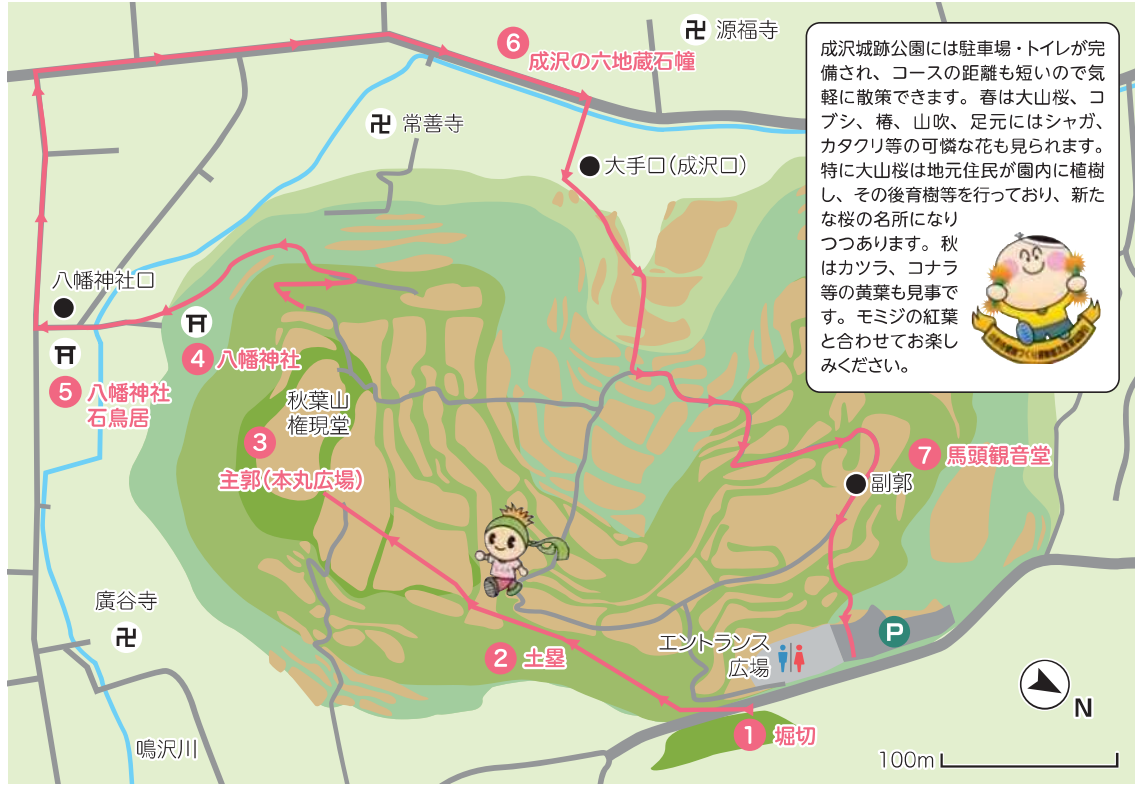 源福寺
6
成沢の六地蔵石幢
常善寺
大手口(成沢口)
成沢城跡公園には駐車場・トイレが完
備され、コースの距離も短いので気
軽に散策できます。春は大山桜、コ
ブシ、椿、山吹、足元にはシャガ、
カタクリ等の可憐な花も見られます。
特に大山桜は地元住民が園内に植樹
し、その後育樹等を行っており、新た
な桜の名所になり
つつあります。秋
はカツラ、コナラ
等の黄葉も見事で
す。モミジの紅葉
と合わせてお楽し
みください。
八幡神社口
4 八幡神社
5 八幡神社
石鳥居
秋葉山
権現堂
3
主郭(本丸広場)
7 馬頭観音堂
副郭
廣谷寺
2 土塁
エントランス
広場
P
1 堀切
鳴沢川
N
100m